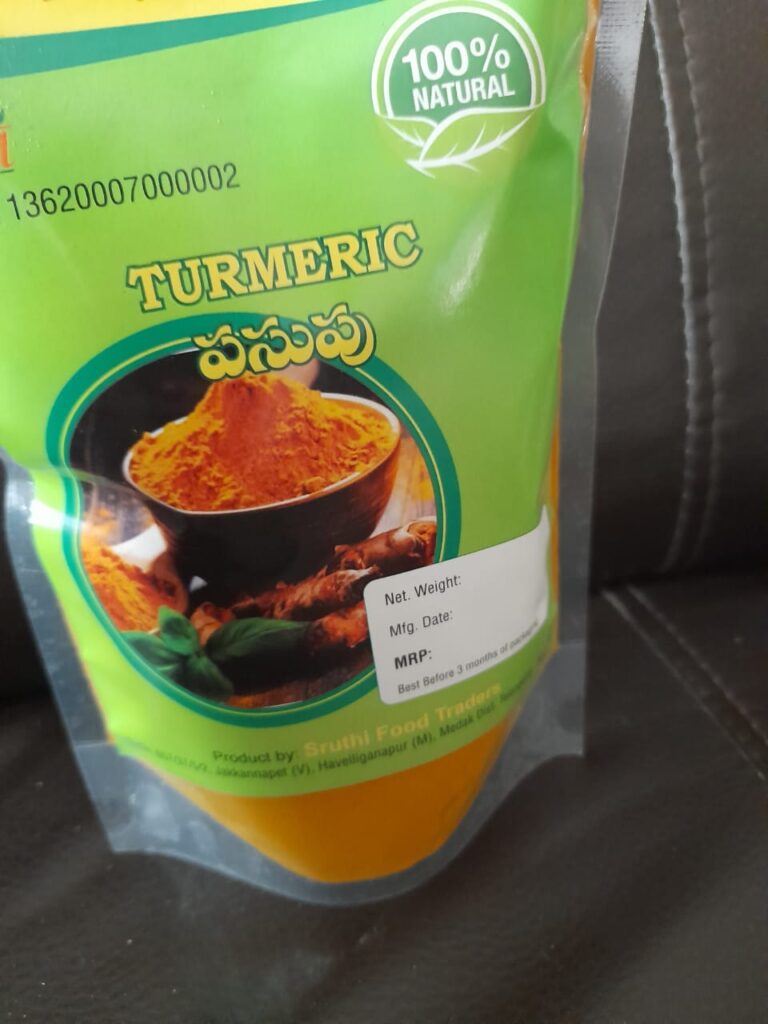 100%
NATURAL
13620007000002
TURMERIC
పసుపు
Net. Weight:
Mfg. Date:
MRP:
Best Before 3 months of packaging
Product by: Sruthi Food Traders
Jakkannapet (V), Havelliganapur (M), Medak Dist.